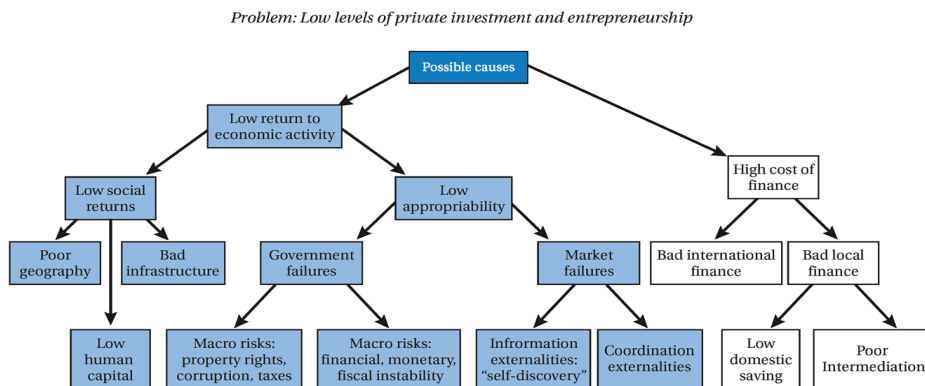 Problem: Low levels of private investment and entrepreneurship
Possible causes
Low return to
economic activity
High cost of
finance
Low social
returns
Low
appropriability
Poor
geography
Bad
infrastructure
Government
failures
Market
failures
Bad international
finance
Bad local
finance
Low
human
capital
Macro risks:
property rights,
corruption, taxes
Macro risks:
financial, monetary,
fiscal instability
Infrormation
externalities:
“self-discovery”
Coordination
externalities
Low
domestic
saving
Poor
Intermediation